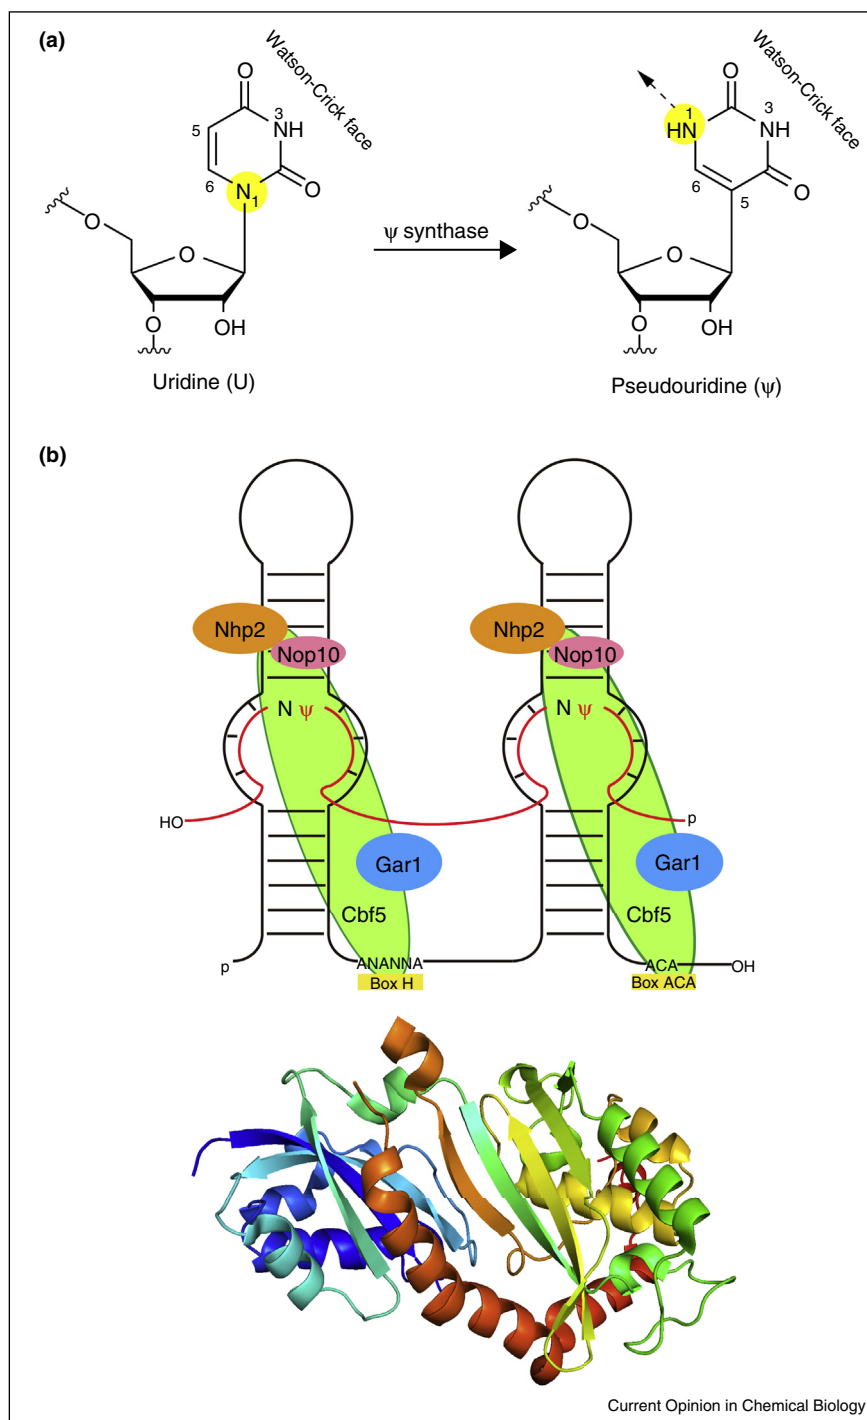 (a)
Watson-Crick face
O
5
3
NH
6
N
1
O
O
O
O
OH
Uridine (U)
ψ synthase
Watson-Crick face
O
1
HN
3
NH
6
5
O
O
O
O
OH
Pseudouridine (ψ)
(b)
Nhp2
Nop10
N ψ
HO
Gar1
Cbf5
p
ANANNA
Box H
Nhp2
Nop10
N ψ
p
Gar1
Cbf5
ACA
OH
Box ACA
Current Opinion in Chemical Biology